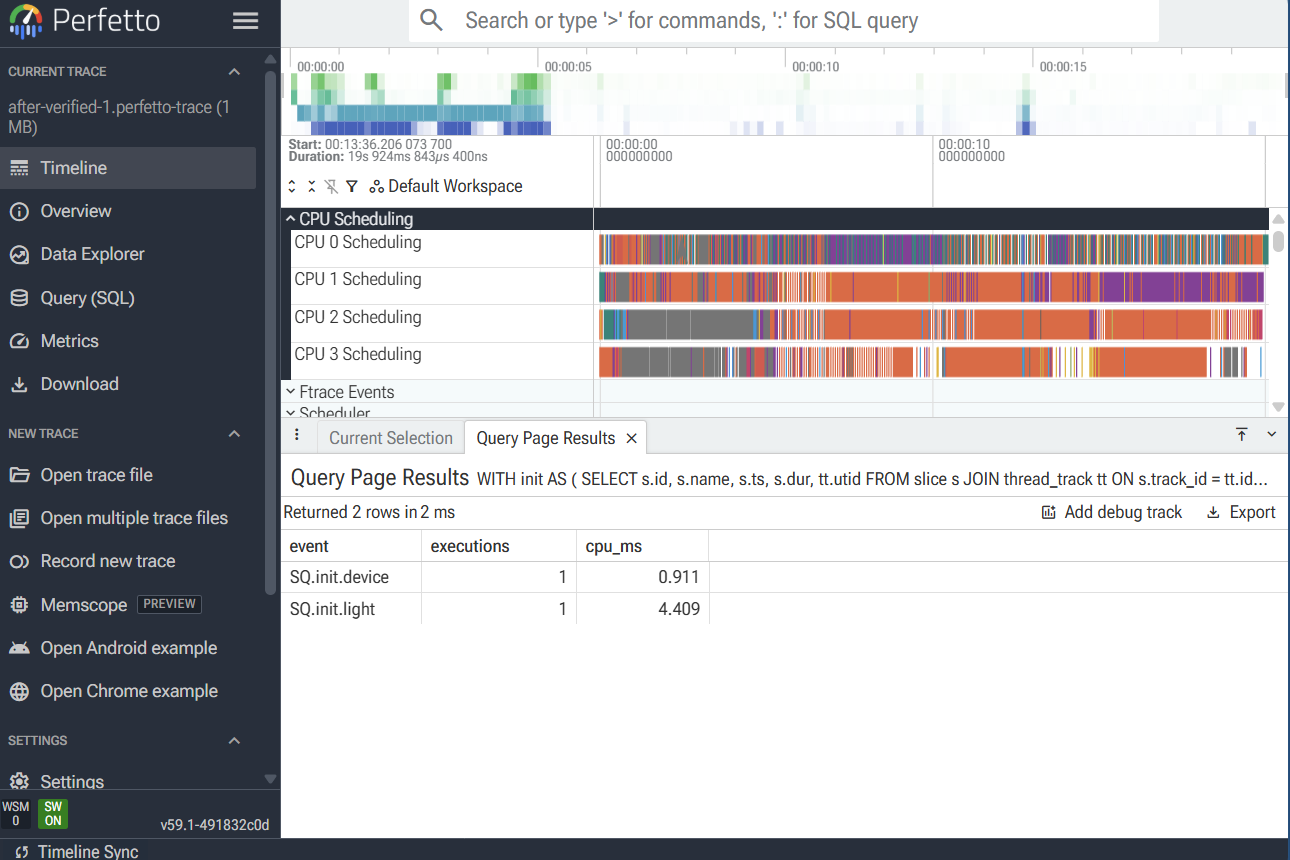 Perfetto
Search or type '>' for commands, ':' for SQL query
CURRENT TRACE
after-verified-1.perfetto-trace (1
MB)
Timeline
Overview
Data Explorer
Query (SQL)
Metrics
Download
NEW TRACE
Open trace file
Open multiple trace files
Record new trace
Memscope PREVIEW
Open Android example
Open Chrome example
SETTINGS
Settings
WSM
0
SW
ON
v59.1-491832c0d
Timeline Sync
00:00:00 00:00:05 00:00:10 00:00:15
Start: 00:13:36.206 073 700
Duration: 19s 924ms 843µs 400ns
00:00:00
000000000
00:00:10
000000000
Default Workspace
CPU Scheduling
CPU 0 Scheduling
CPU 1 Scheduling
CPU 2 Scheduling
CPU 3 Scheduling
Ftrace Events
Scheduler
Current Selection Query Page Results
Query Page Results WITH init AS ( SELECT s.id, s.name, s.ts, s.dur, tt.utid FROM slice s JOIN thread_track tt ON s.track_id = tt.id...
Returned 2 rows in 2 ms Add debug track Export
event executions cpu_ms
SQ.init.device 1 0.911
SQ.init.light 1 4.409